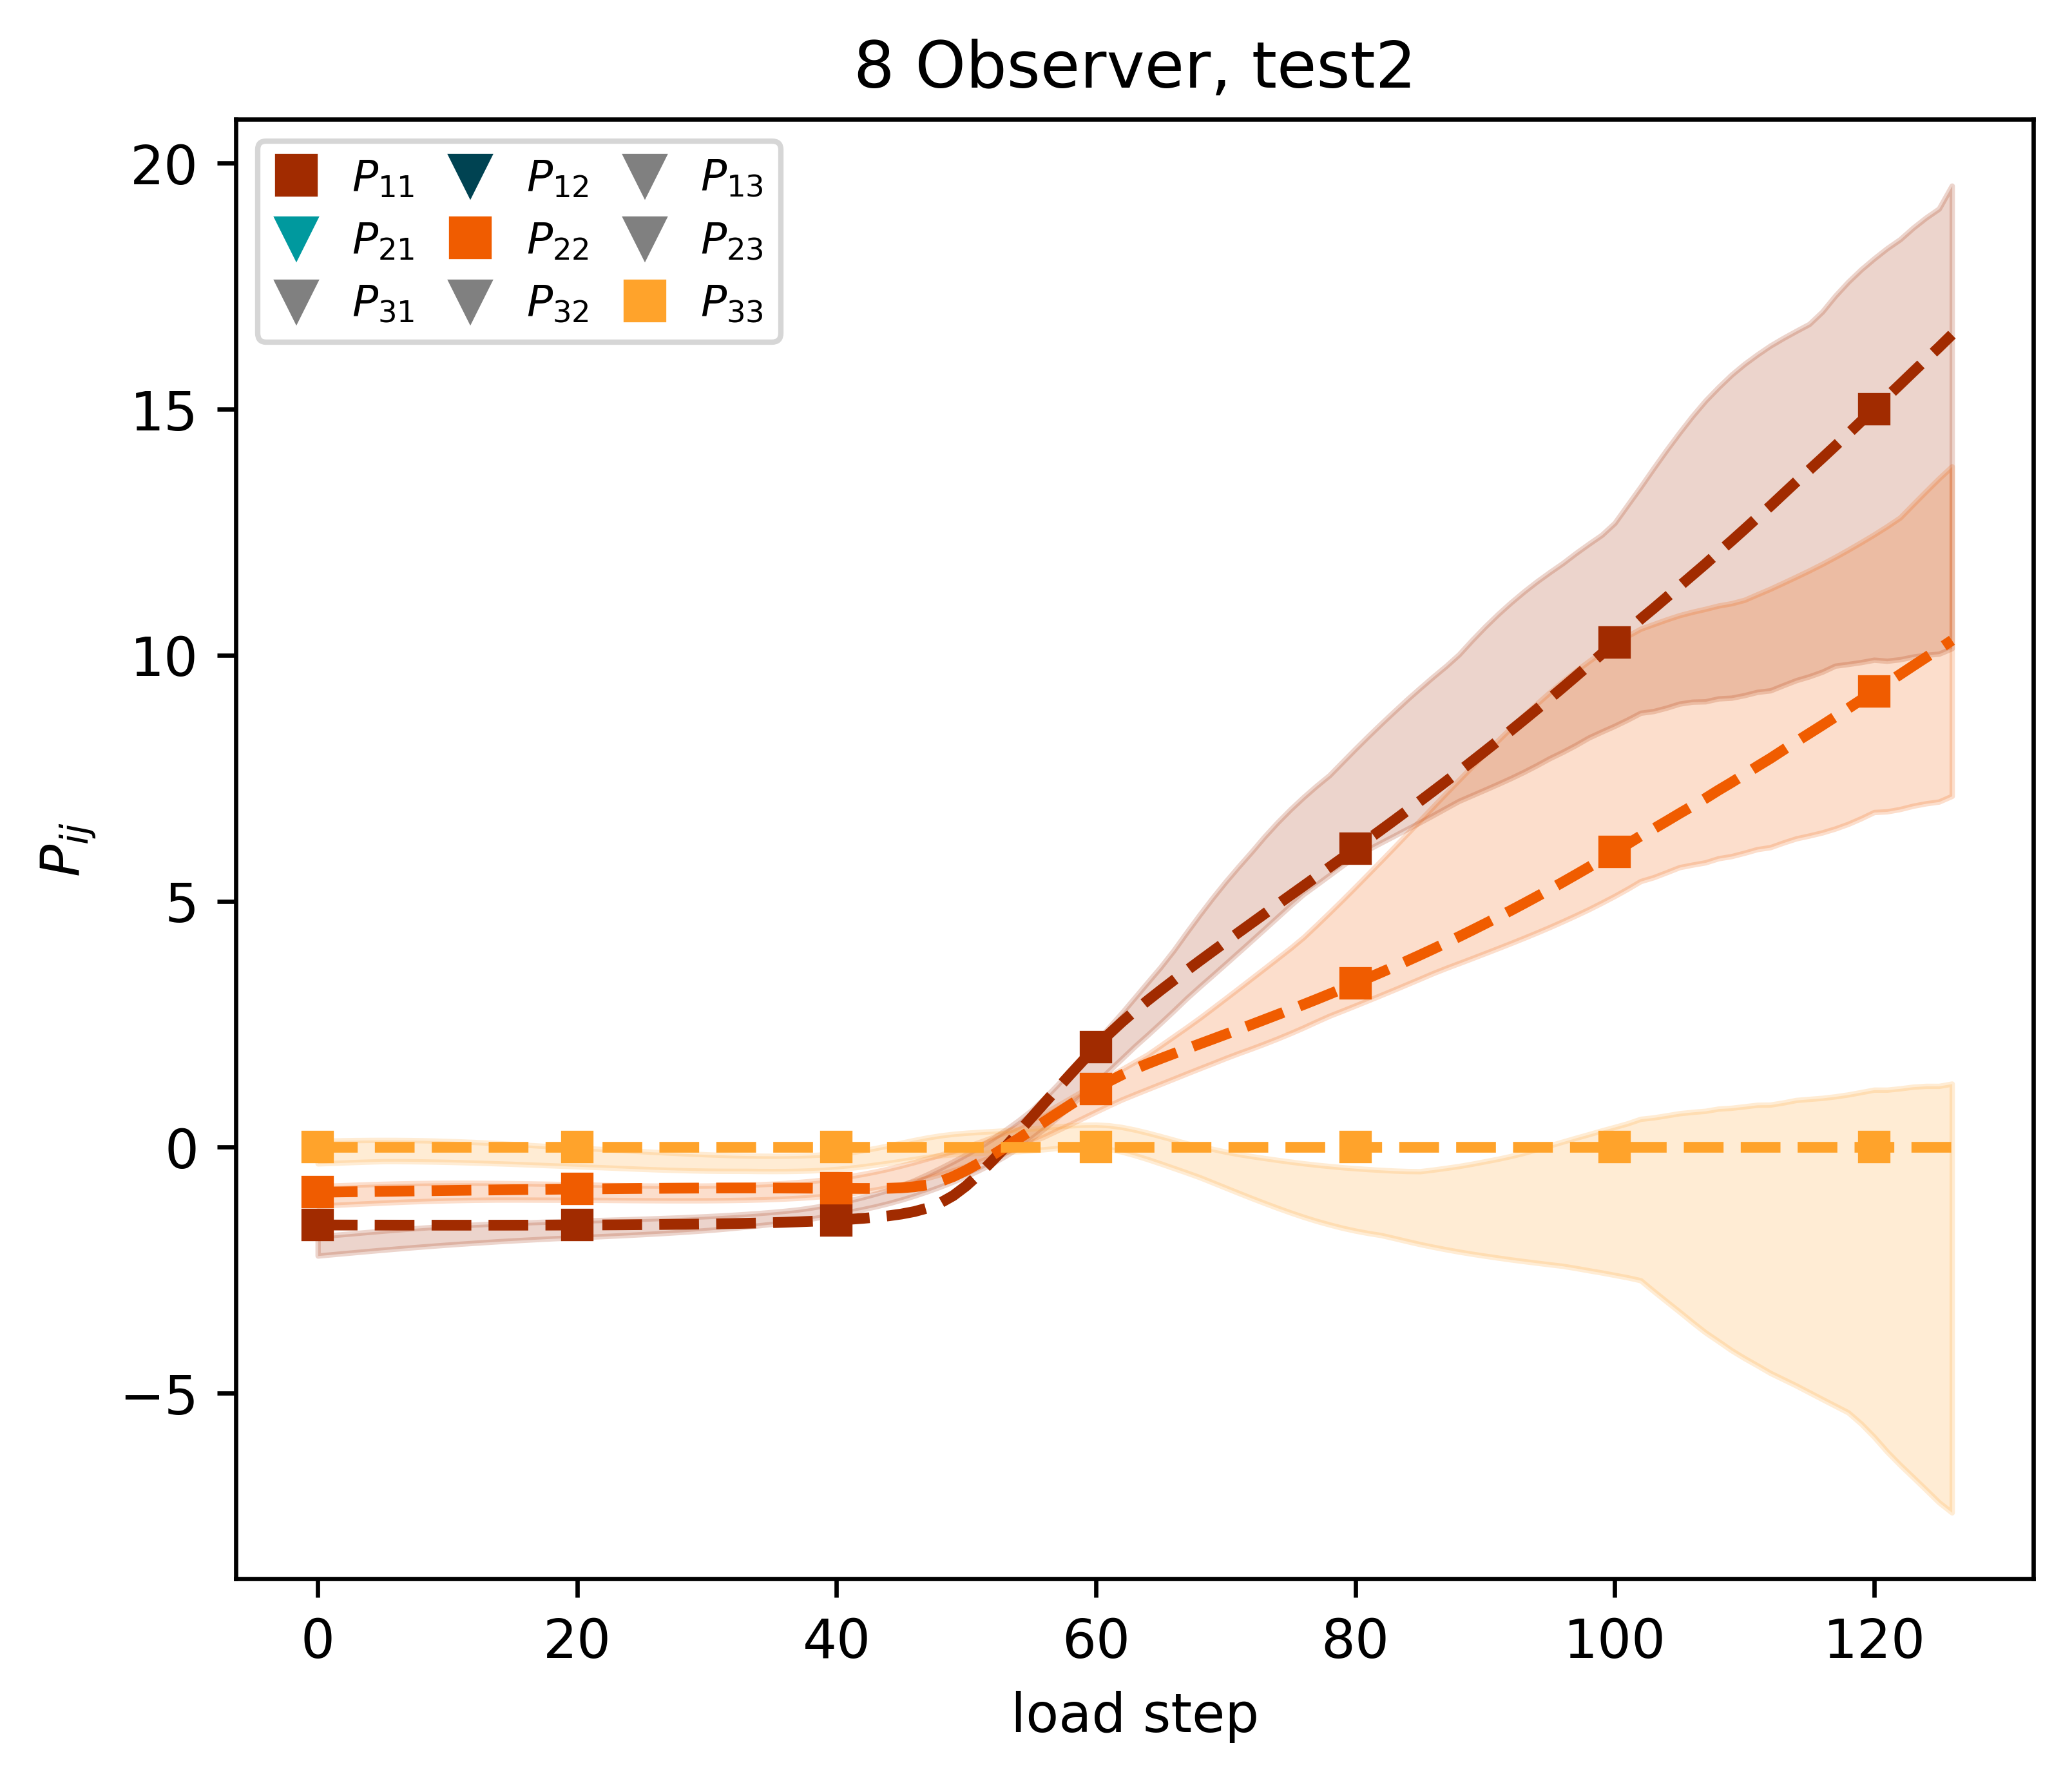 8 Observer, test2
P₁₁ P₁₂ P₁₃
P₂₁ P₂₂ P₂₃
P₃₁ P₃₂ P₃₃
20
15
10
5
0
−5
Pᵢⱼ
0 20 40 60 80 100 120
load step